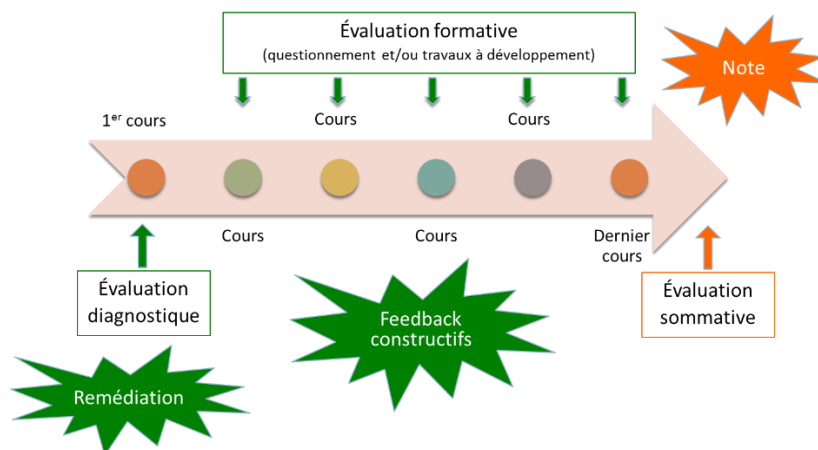 Évaluation formative
(questionnement et/ou travaux à développement)
Note
1er cours
Cours
Cours
Cours
Cours
Dernier
cours
Évaluation
diagnostique
Feedback
constructifs
Évaluation
sommative
Remédiation